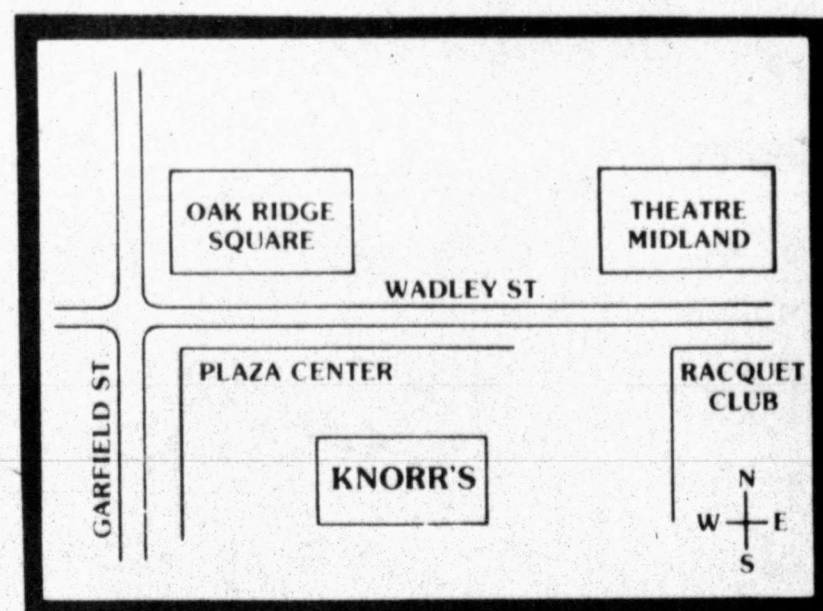 OAK RIDGE
SQUARE
THEATRE
MIDLAND
WADLEY ST.
GARFIELD ST.
PLAZA CENTER
RACQUET
CLUB
KNORR'S
N
W E
S